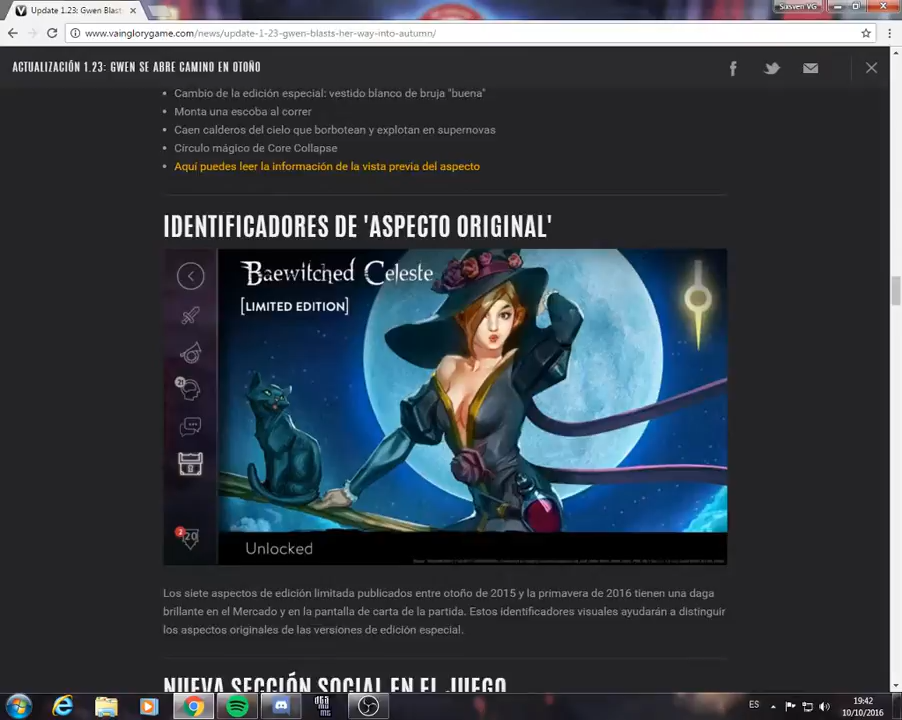 Update 1.23: Gwen Blast
Sixsven VG
www.vainglorygame.com/news/update-1-23-gwen-blasts-her-way-into-autumn/
ACTUALIZACIÓN 1.23: GWEN SE ABRE CAMINO EN OTOÑO
Cambio de la edición especial: vestido blanco de bruja "buena"
Monta una escoba al correr
Caen calderos del cielo que borbotean y explotan en supernovas
Círculo mágico de Core Collapse
Aquí puedes leer la información de la vista previa del aspecto
IDENTIFICADORES DE 'ASPECTO ORIGINAL'
Baewitched Celeste
[LIMITED EDITION]
21
2
20
Unlocked
Los siete aspectos de edición limitada publicados entre otoño de 2015 y la primavera de 2016 tienen una daga
brillante en el Mercado y en la pantalla de carta de la partida. Estos identificadores visuales ayudarán a distinguir
los aspectos originales de las versiones de edición especial.
NUEVA SECCIÓN SOCIAL EN EL JUEGO
ES
19:42
10/10/2016